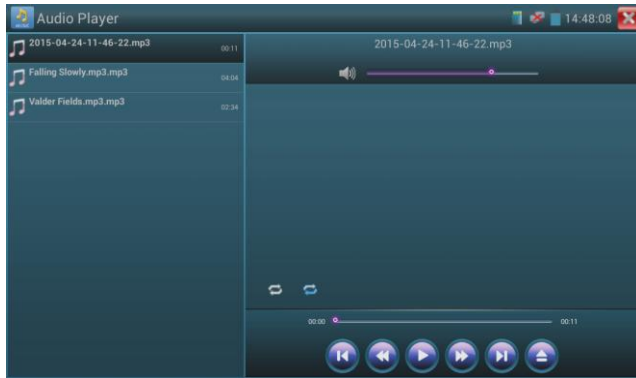 Audio Player
14:48:08
2015-04-24-11-46-22.mp3
00:11
Falling Slowly.mp3.mp3
04:04
Valder Fields.mp3.mp3
02:34
2015-04-24-11-46-22.mp3
00:00
00:11